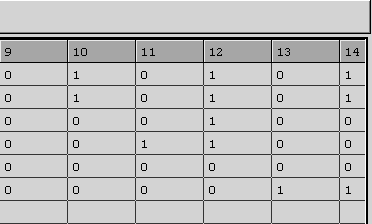 9 10 11 12 13 14
0 1 0 1 0 1
0 1 0 1 0 1
0 0 0 1 0 0
0 0 1 1 0 0
0 0 0 0 0 0
0 0 0 0 1 1